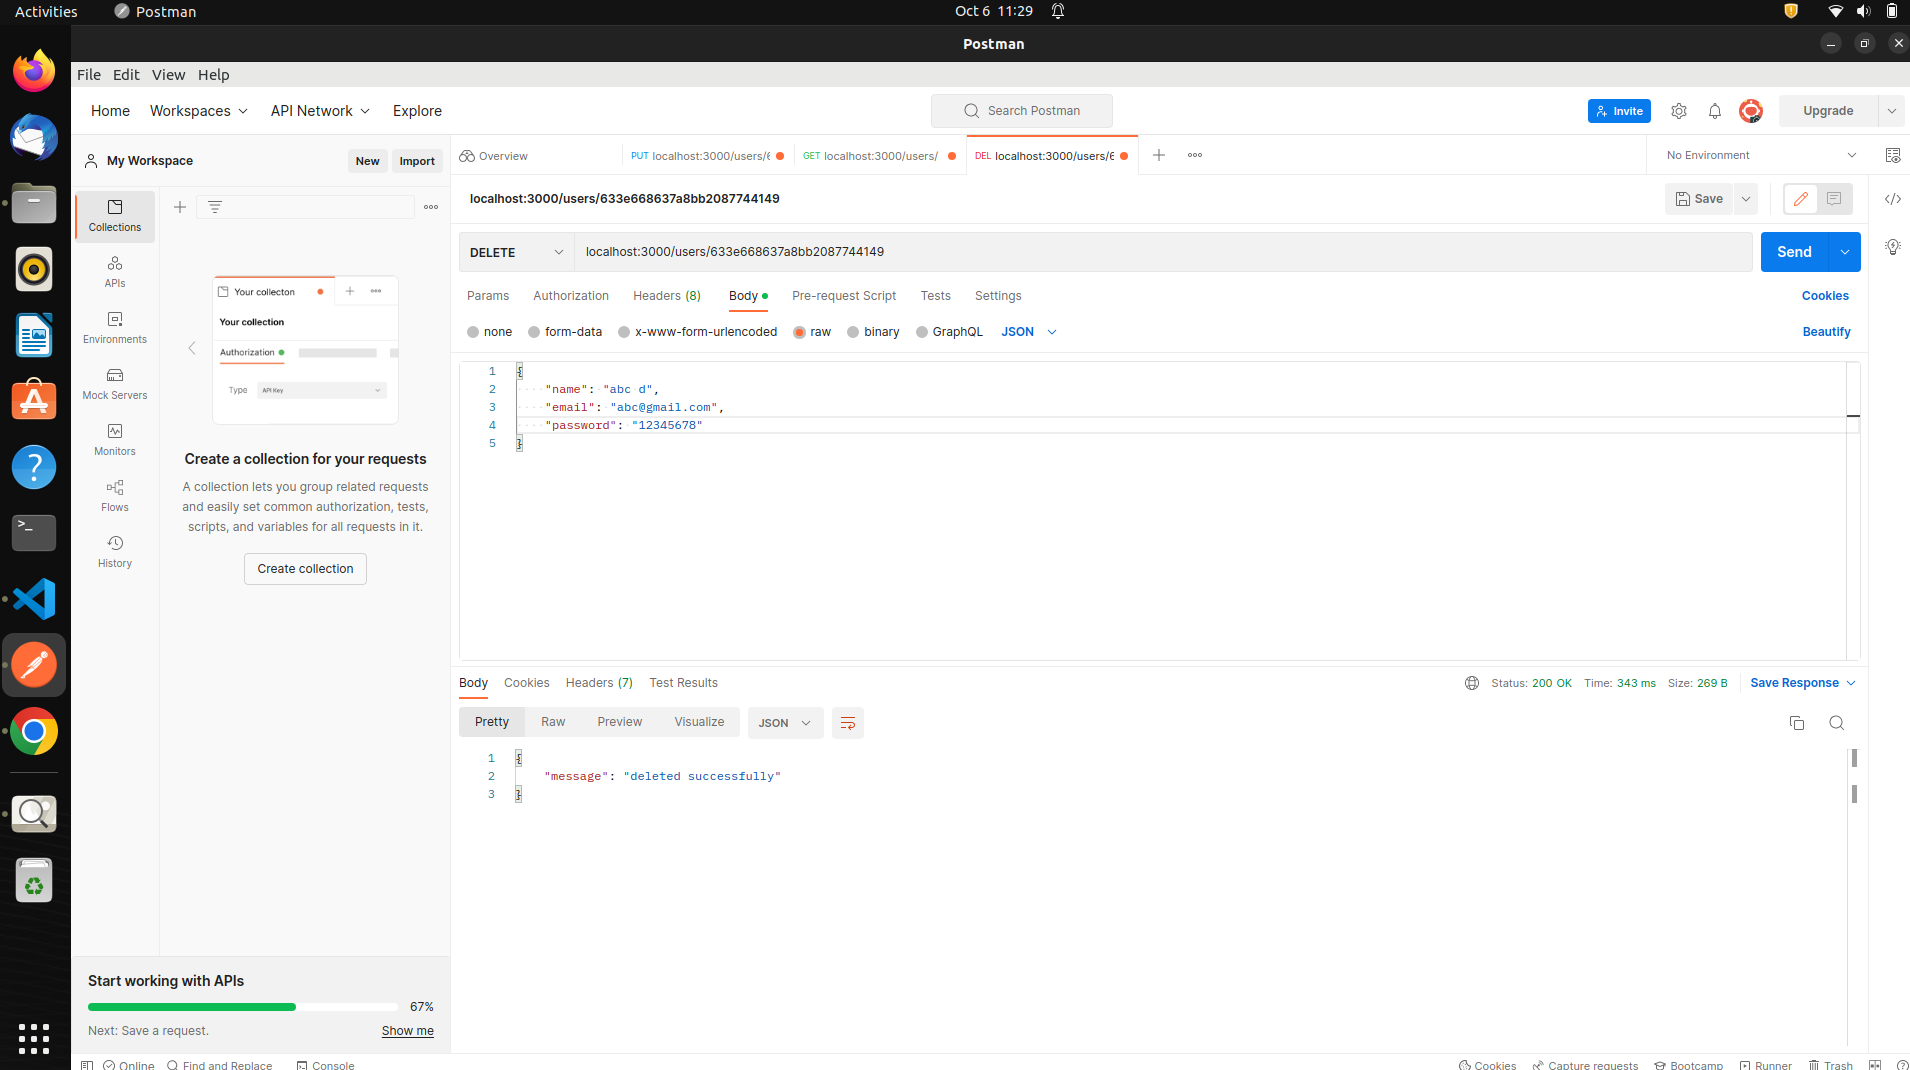 Activities
Postman
Oct 6 11:29
Postman
File Edit View Help
Home Workspaces API Network Explore
Search Postman
Invite
Upgrade
My Workspace
New
Import
Overview
PUT localhost:3000/users/6
GET localhost:3000/users/
DEL localhost:3000/users/6
No Environment
localhost:3000/users/633e668637a8bb2087744149
Save
DELETE
localhost:3000/users/633e668637a8bb2087744149
Send
Params Authorization Headers (8) Body Pre-request Script Tests Settings
Cookies
none form-data x-www-form-urlencoded raw binary GraphQL JSON
Beautify
1 {
2 "name": "abc d",
3 "email": "abc@gmail.com",
4 "password": "12345678"
5 }
Collections
APIs
Environments
Mock Servers
Monitors
Flows
History
Your collecton
Your collection
Authorization
Type API Key
Create a collection for your requests
A collection lets you group related requests
and easily set common authorization, tests,
scripts, and variables for all requests in it.
Create collection
Body Cookies Headers (7) Test Results
Status: 200 OK Time: 343 ms Size: 269 B
Save Response
Pretty Raw Preview Visualize JSON
1 {
2 "message": "deleted successfully"
3 }
Start working with APIs
67%
Next: Save a request.
Show me
Online Find and Replace Console
Cookies Capture requests Bootcamp Runner Trash